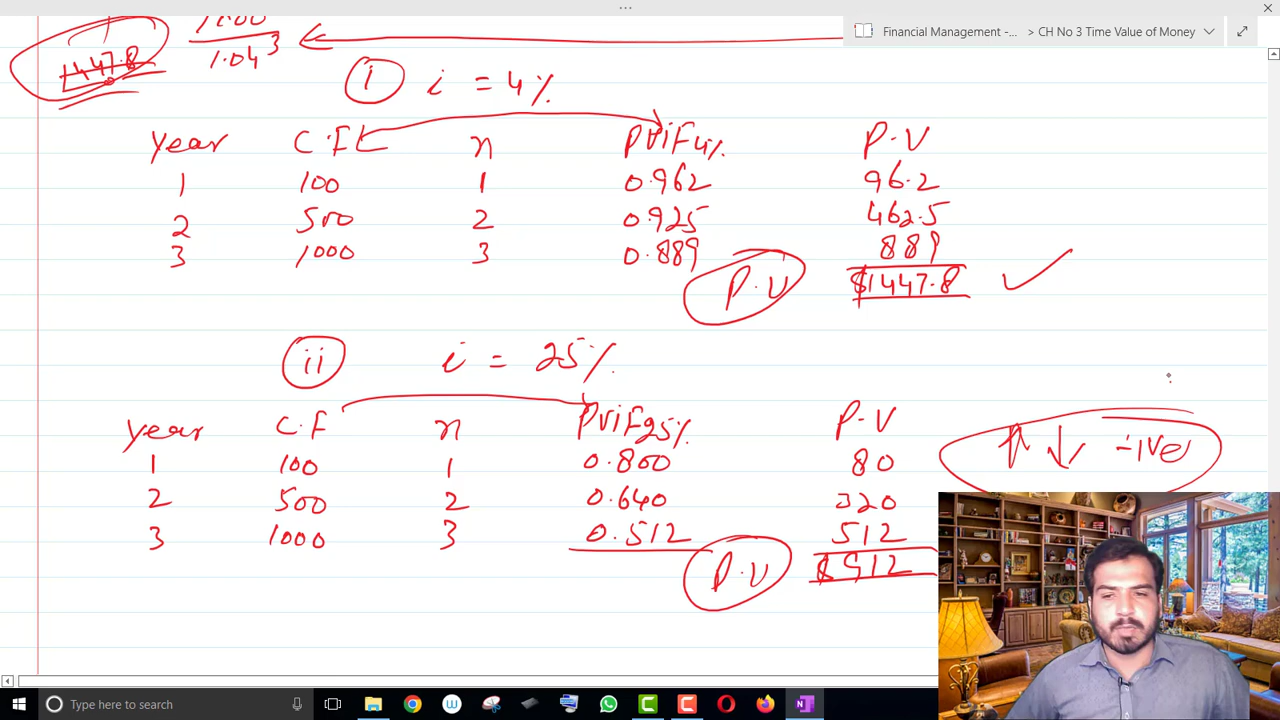 Financial Management -... > CH No 3 Time Value of Money
1447.8
1.04³
i i = 4%
year C.F n PViF4% P.V
1 100 1 0.962 96.2
2 500 2 0.925 462.5
3 1000 3 0.889 889
P.V $1447.8
ii i = 25%
year C.F n PViF25% P.V
1 100 1 0.800 80
2 500 2 0.640 320
3 1000 3 0.512 512
P.V $912
↑ ↓ -ive
Type here to search